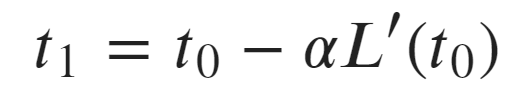 t₁ = t₀ − αL′(t₀)